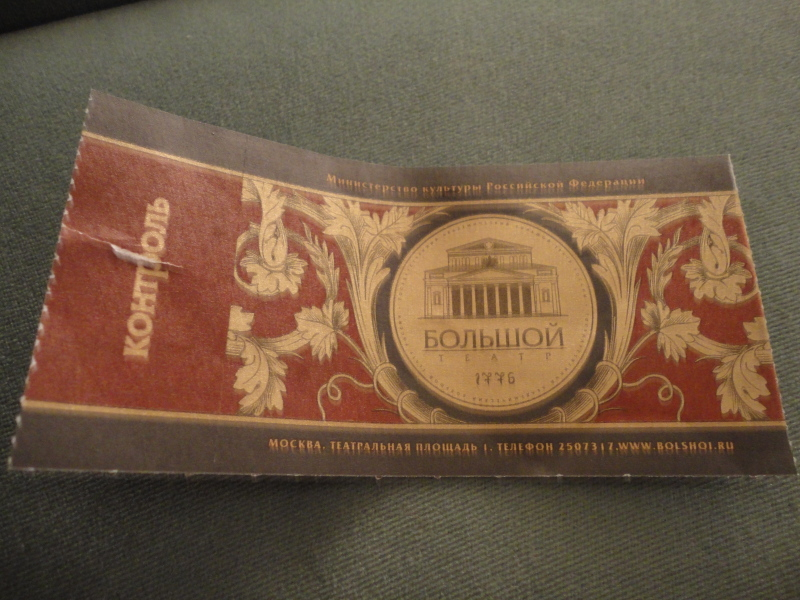 Министерство культуры Российской Федерации
КОНТРОЛЬ
БОЛЬШОЙ
ТЕАТР
1776
МОСКВА, ТЕАТРАЛЬНАЯ ПЛОЩАДЬ 1, ТЕЛЕФОН 2507317,WWW.BOLSHOI.RU